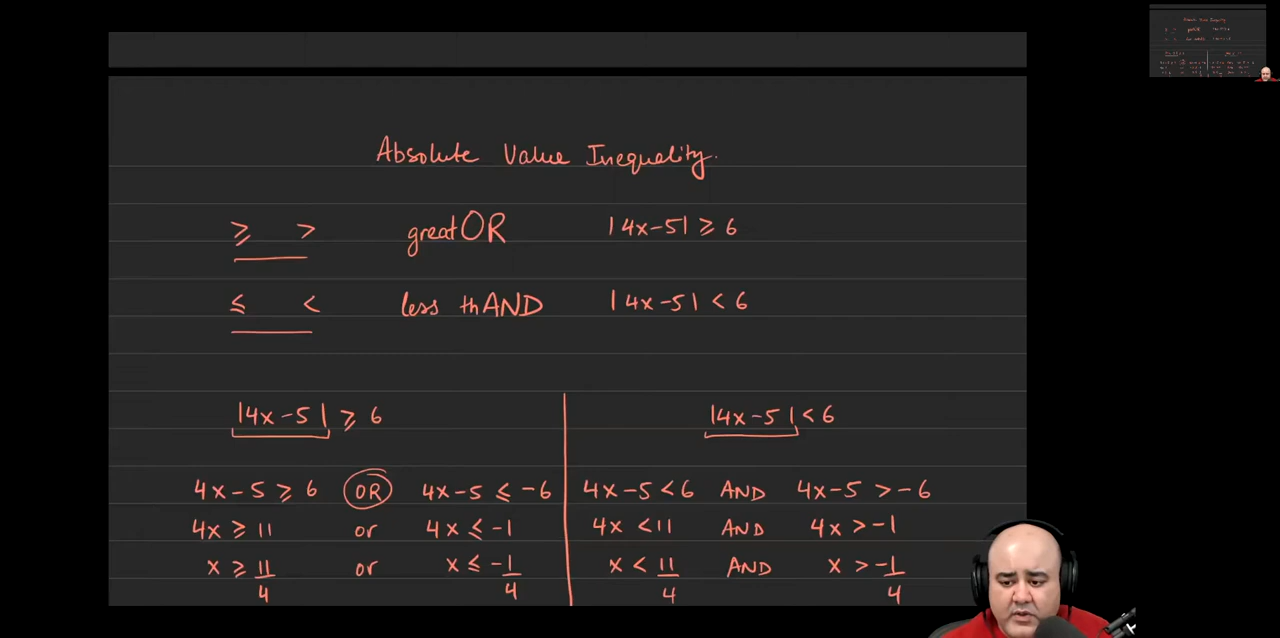 Absolute Value Inequality.
≥ > greatOR |4x-5| ≥ 6
≤ < less thAND |4x-5| < 6
|4x-5| ≥ 6
4x-5 ≥ 6 OR 4x-5 ≤ -6
4x ≥ 11 or 4x ≤ -1
x ≥ 11/4 or x ≤ -1/4
|4x-5| < 6
4x-5 < 6 AND 4x-5 > -6
4x < 11 AND 4x > -1
x < 11/4 AND x > -1/4